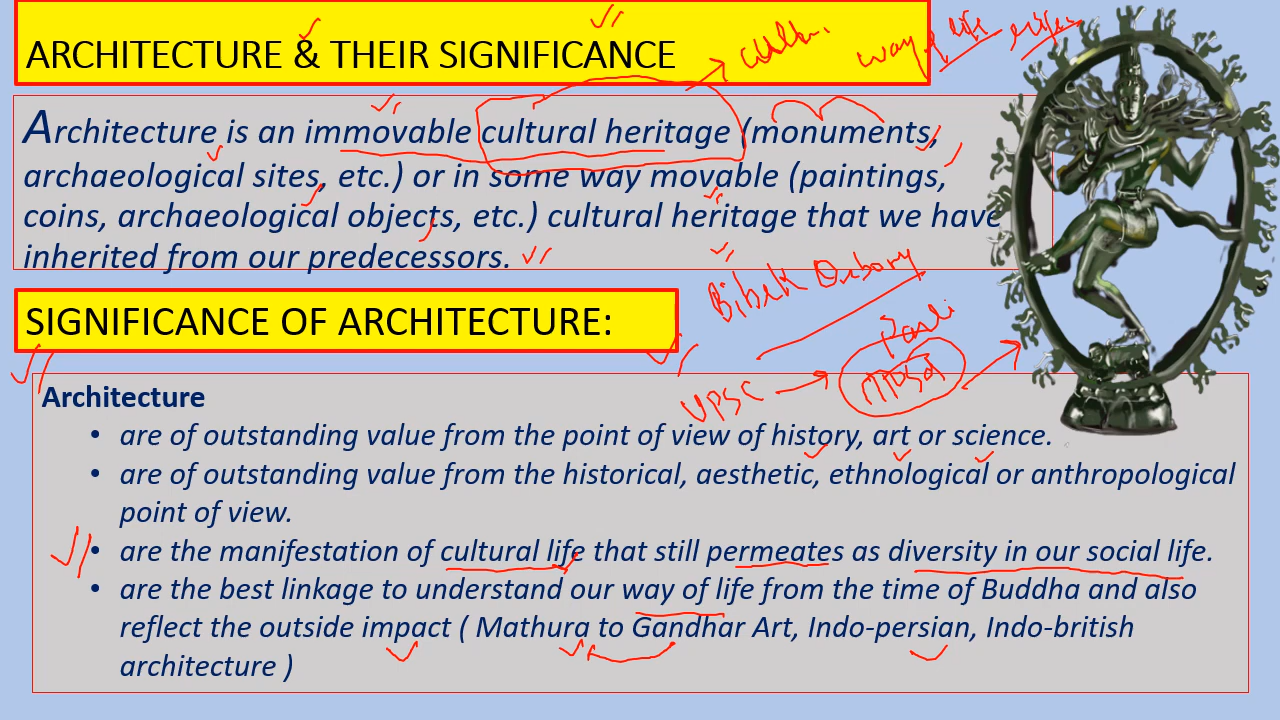 ARCHITECTURE & THEIR SIGNIFICANCE
way of life
Architecture is an immovable cultural heritage (monuments,
archaeological sites, etc.) or in some way movable (paintings,
coins, archaeological objects, etc.) cultural heritage that we have
inherited from our predecessors.
Bibek Debory
SIGNIFICANCE OF ARCHITECTURE:
UPSC
Architecture
• are of outstanding value from the point of view of history, art or science.
• are of outstanding value from the historical, aesthetic, ethnological or anthropological
point of view.
• are the manifestation of cultural life that still permeates as diversity in our social life.
• are the best linkage to understand our way of life from the time of Buddha and also
reflect the outside impact ( Mathura to Gandhar Art, Indo-persian, Indo-british
architecture )